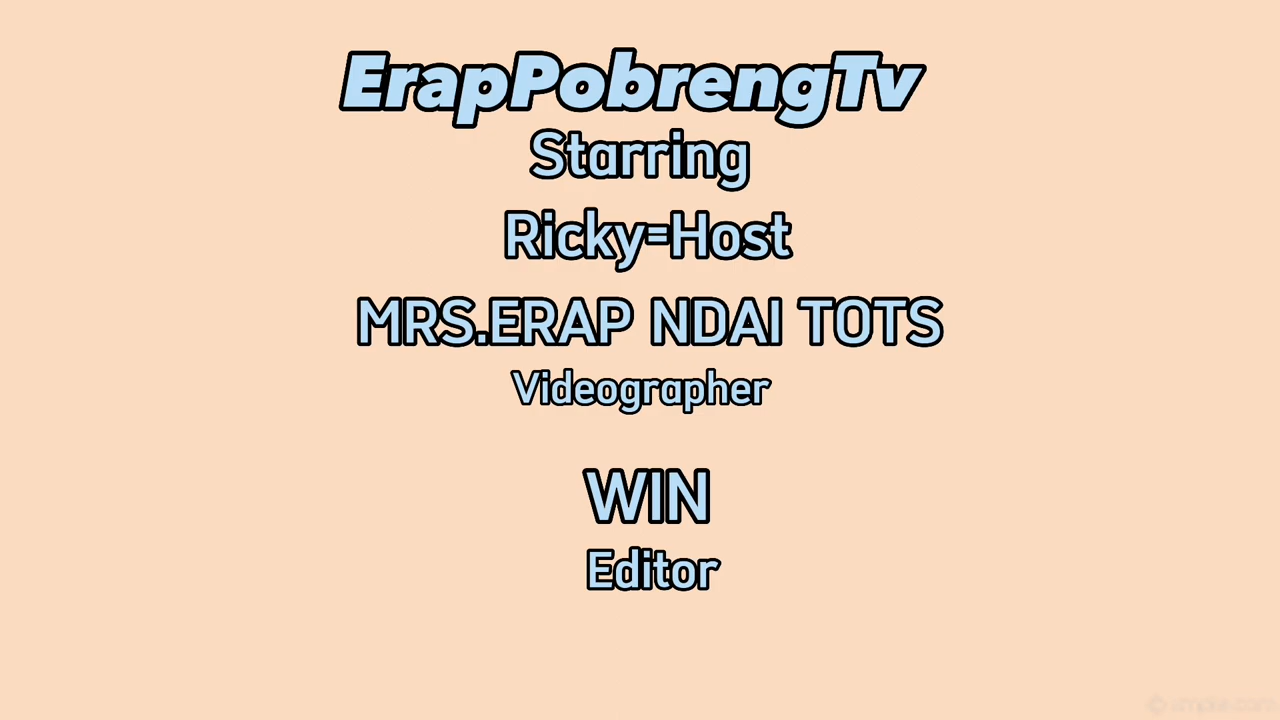 ErapPobrengTv
Starring
Ricky=Host
MRS.ERAP NDAI TOTS
Videographer
WIN
Editor